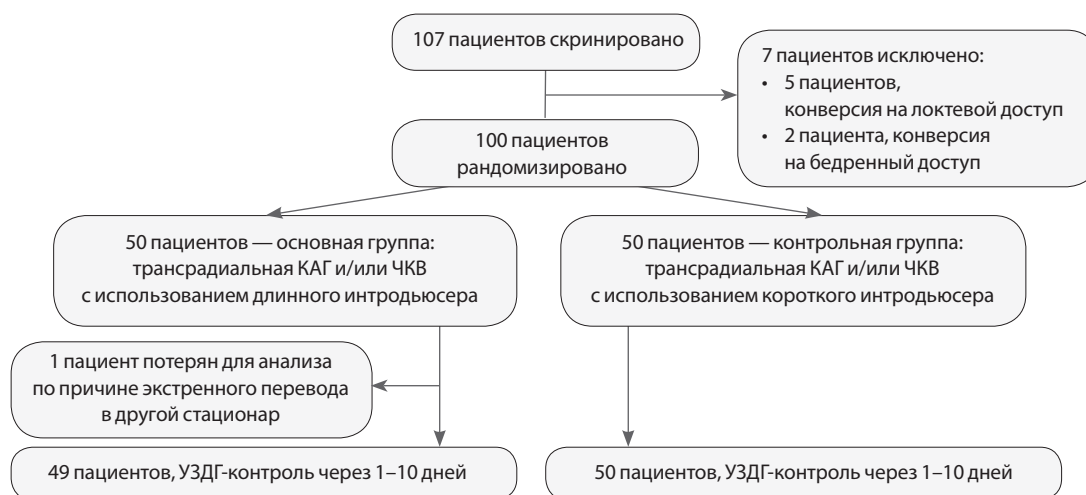 107 пациентов скринировано
7 пациентов исключено:
• 5 пациентов,
конверсия на локтевой доступ
• 2 пациента, конверсия
на бедренный доступ
100 пациентов
рандомизировано
50 пациентов — основная группа:
трансрадиальная КАГ и/или ЧКВ
с использованием длинного интродьюсера
50 пациентов — контрольная группа:
трансрадиальная КАГ и/или ЧКВ
с использованием короткого интродьюсера
1 пациент потерян для анализа
по причине экстренного перевода
в другой стационар
49 пациентов, УЗДГ-контроль через 1–10 дней
50 пациентов, УЗДГ-контроль через 1–10 дней